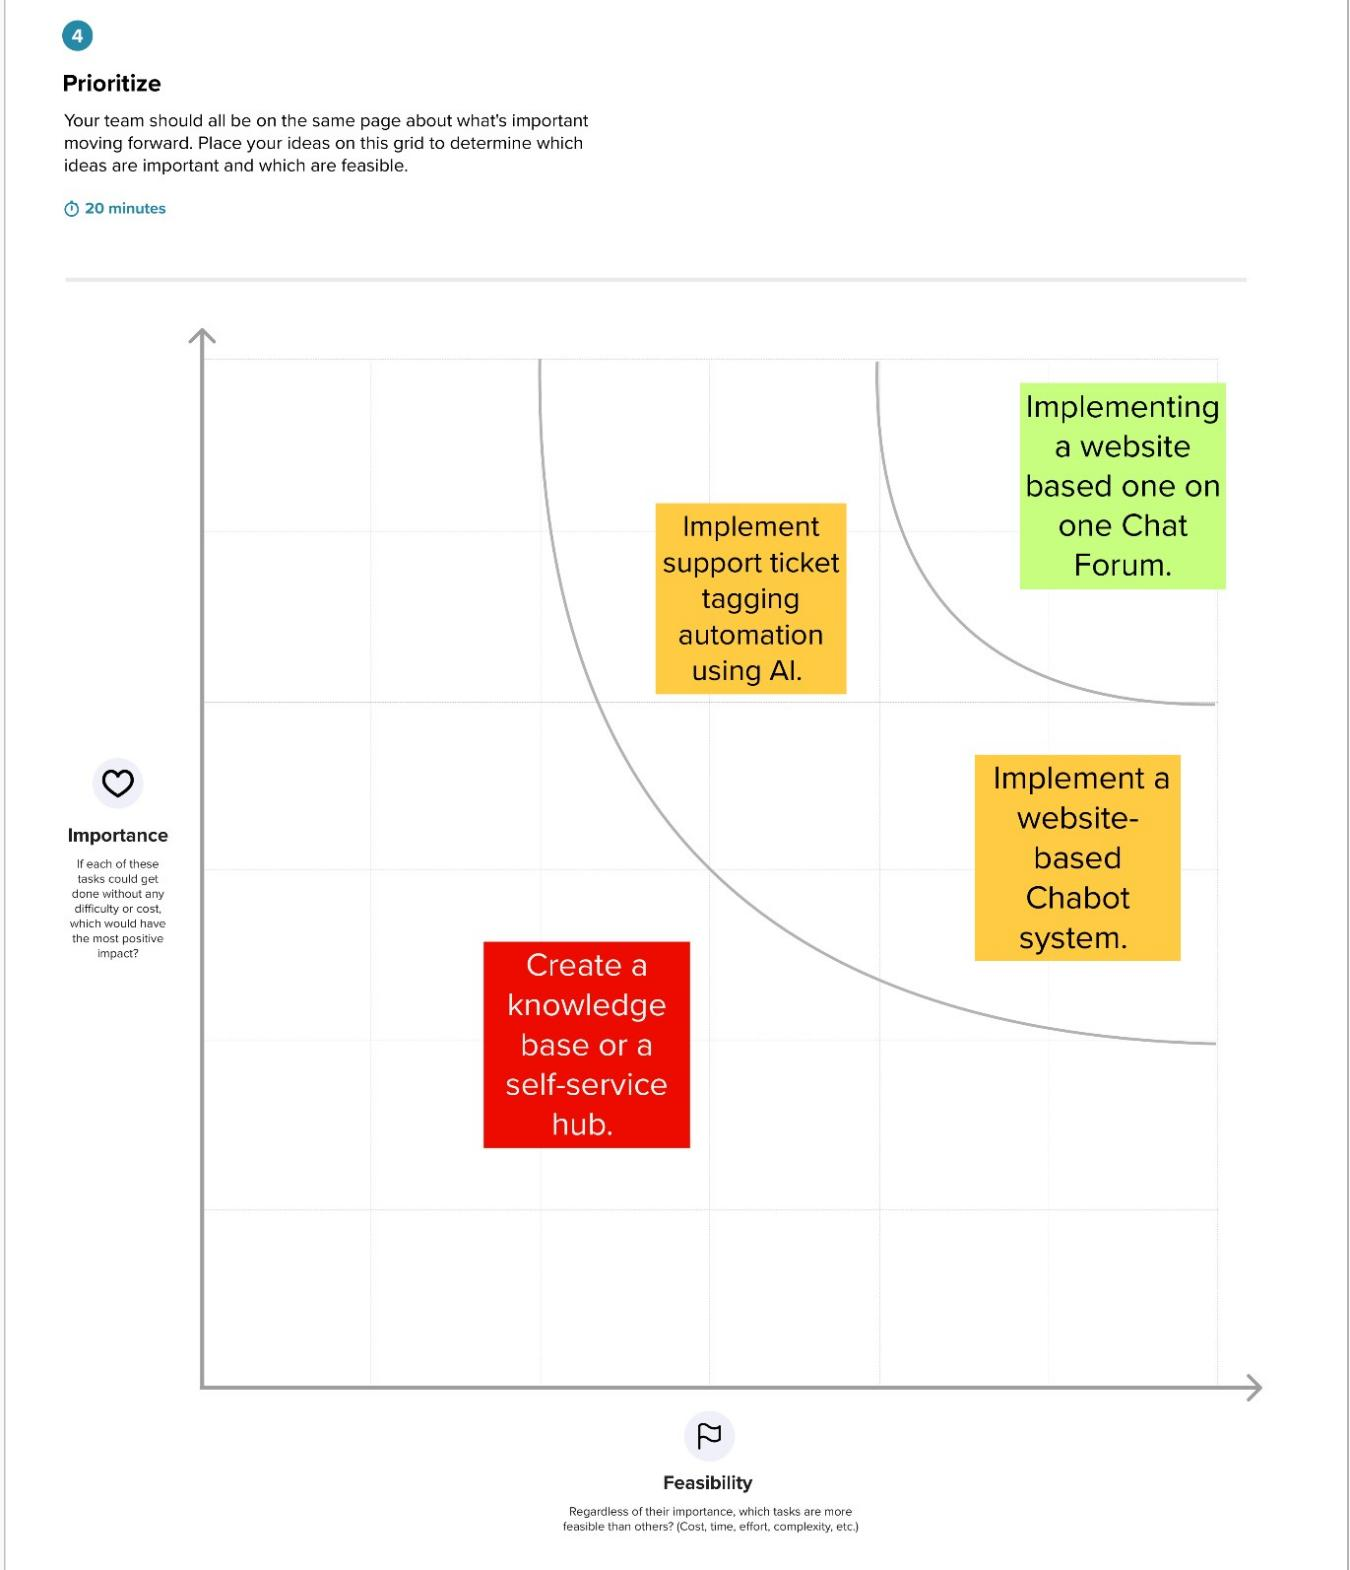 4
Prioritize
Your team should all be on the same page about what's important
moving forward. Place your ideas on this grid to determine which
ideas are important and which are feasible.
20 minutes
Implementing
a website
based one on
one Chat
Forum.
Implement
support ticket
tagging
automation
using AI.
Implement a
website-
based
Chabot
system.
Importance
If each of these
tasks could get
done without any
difficulty or cost,
which would have
the most positive
impact?
Create a
knowledge
base or a
self-service
hub.
Feasibility
Regardless of their importance, which tasks are more
feasible than others? (Cost, time, effort, complexity, etc.)